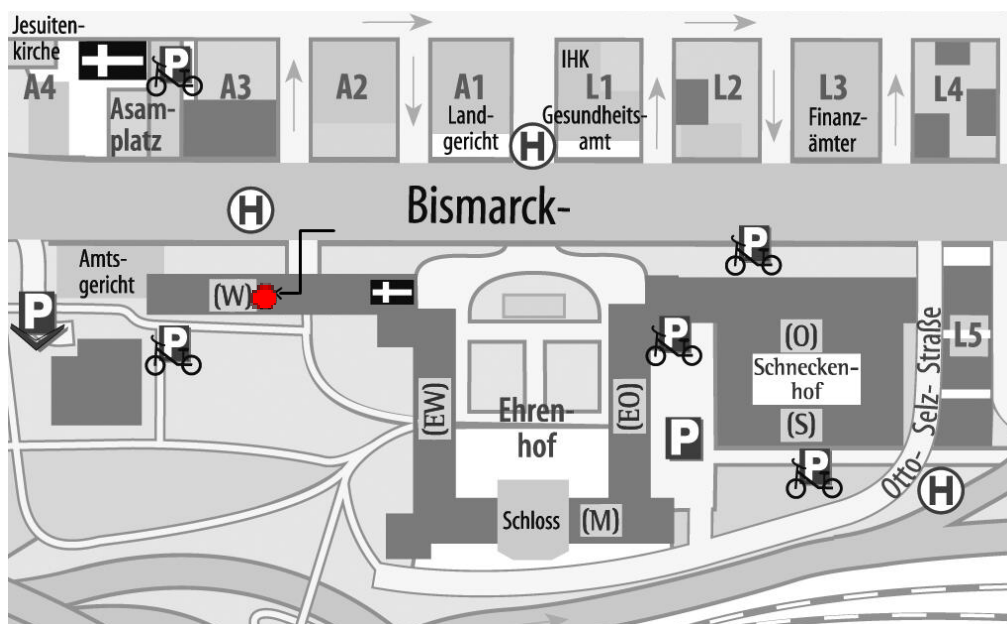 Jesuiten-
kirche
A4
P
A3
A2
A1
Land-
gericht
IHK
L1
Gesundheits-
amt
L2
L3
Finanz-
ämter
L4
Asam-
platz
H
H
Bismarck-
P
Amts-
gericht
(W)
P
P
P
(O)
Schnecken-
hof
(S)
L5
Otto- Selz- Straße
(EW)
Ehren-
hof
(EO)
P
P
H
Schloss
(M)